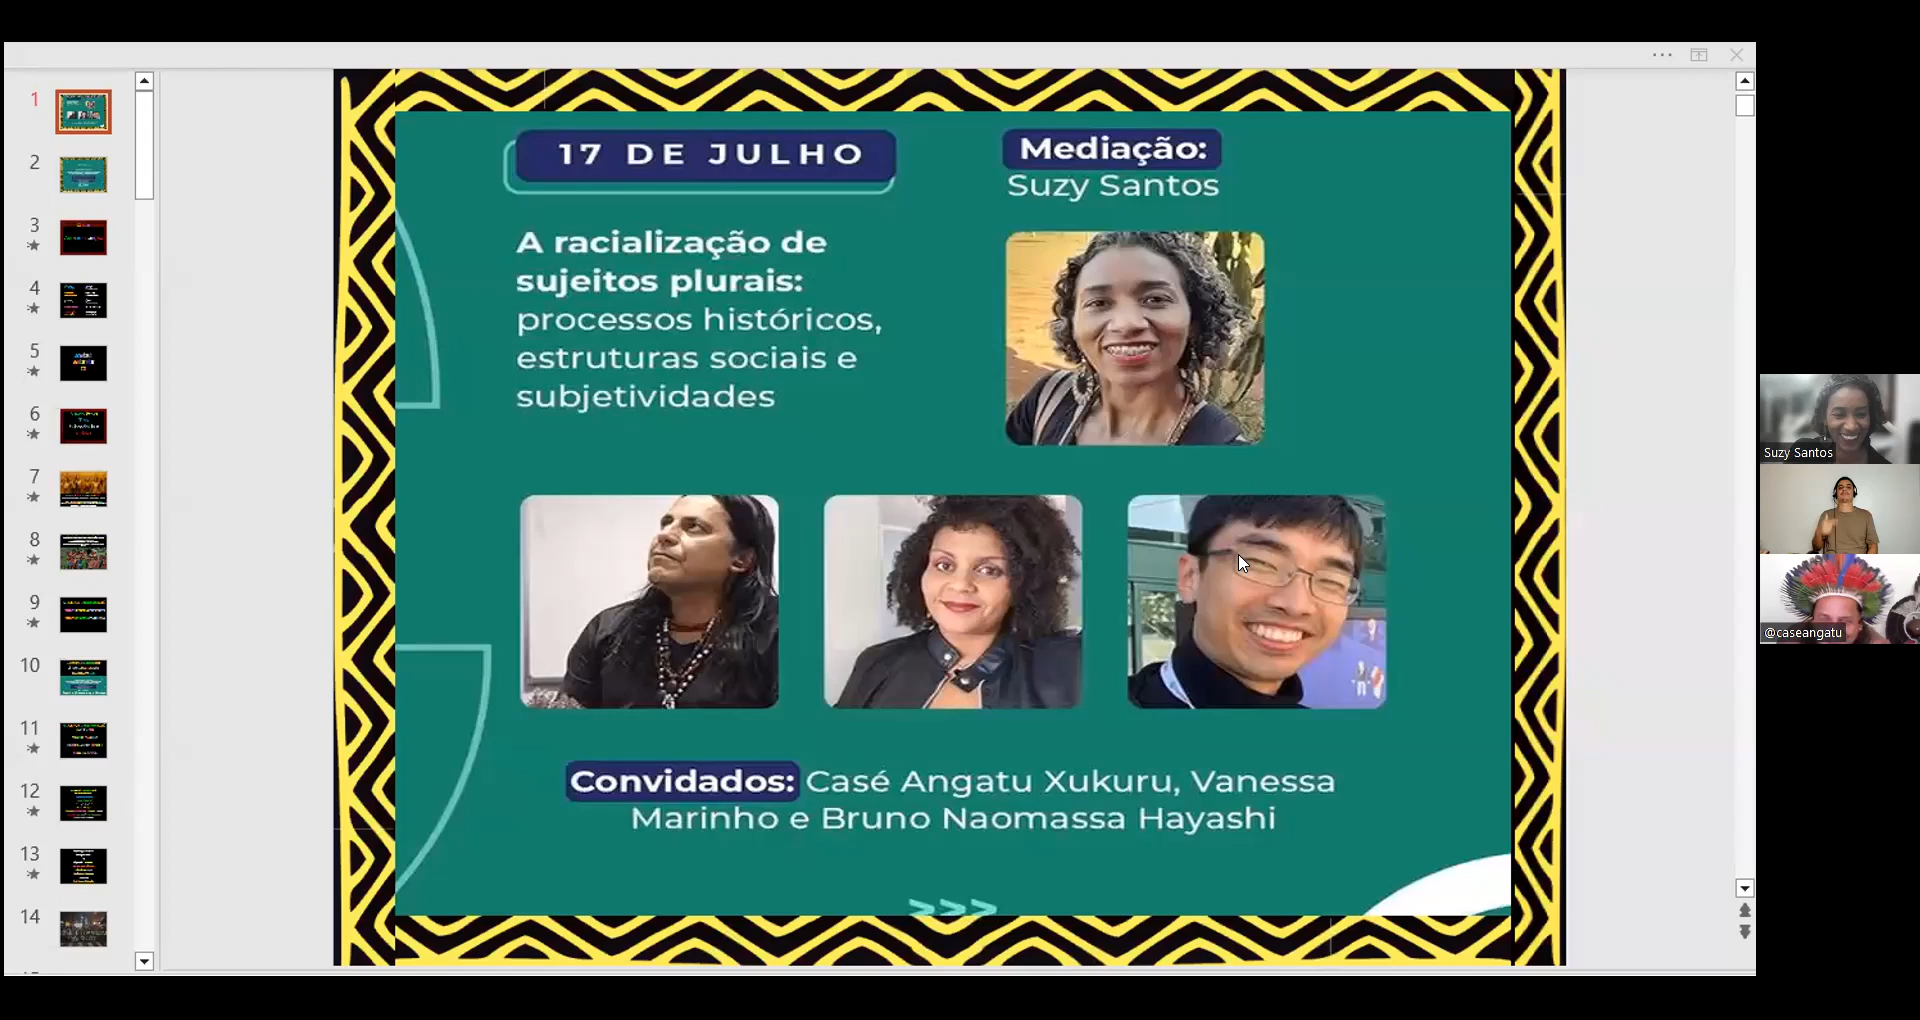 1
2
3
4
5
6
7
8
9
10
11
12
13
14
17 DE JULHO
A racialização de
sujeitos plurais:
processos históricos,
estruturas sociais e
subjetividades
Mediação:
Suzy Santos
Convidados: Casé Angatu Xukuru, Vanessa
Marinho e Bruno Naomassa Hayashi
>>>
Suzy Santos
@caseangatu